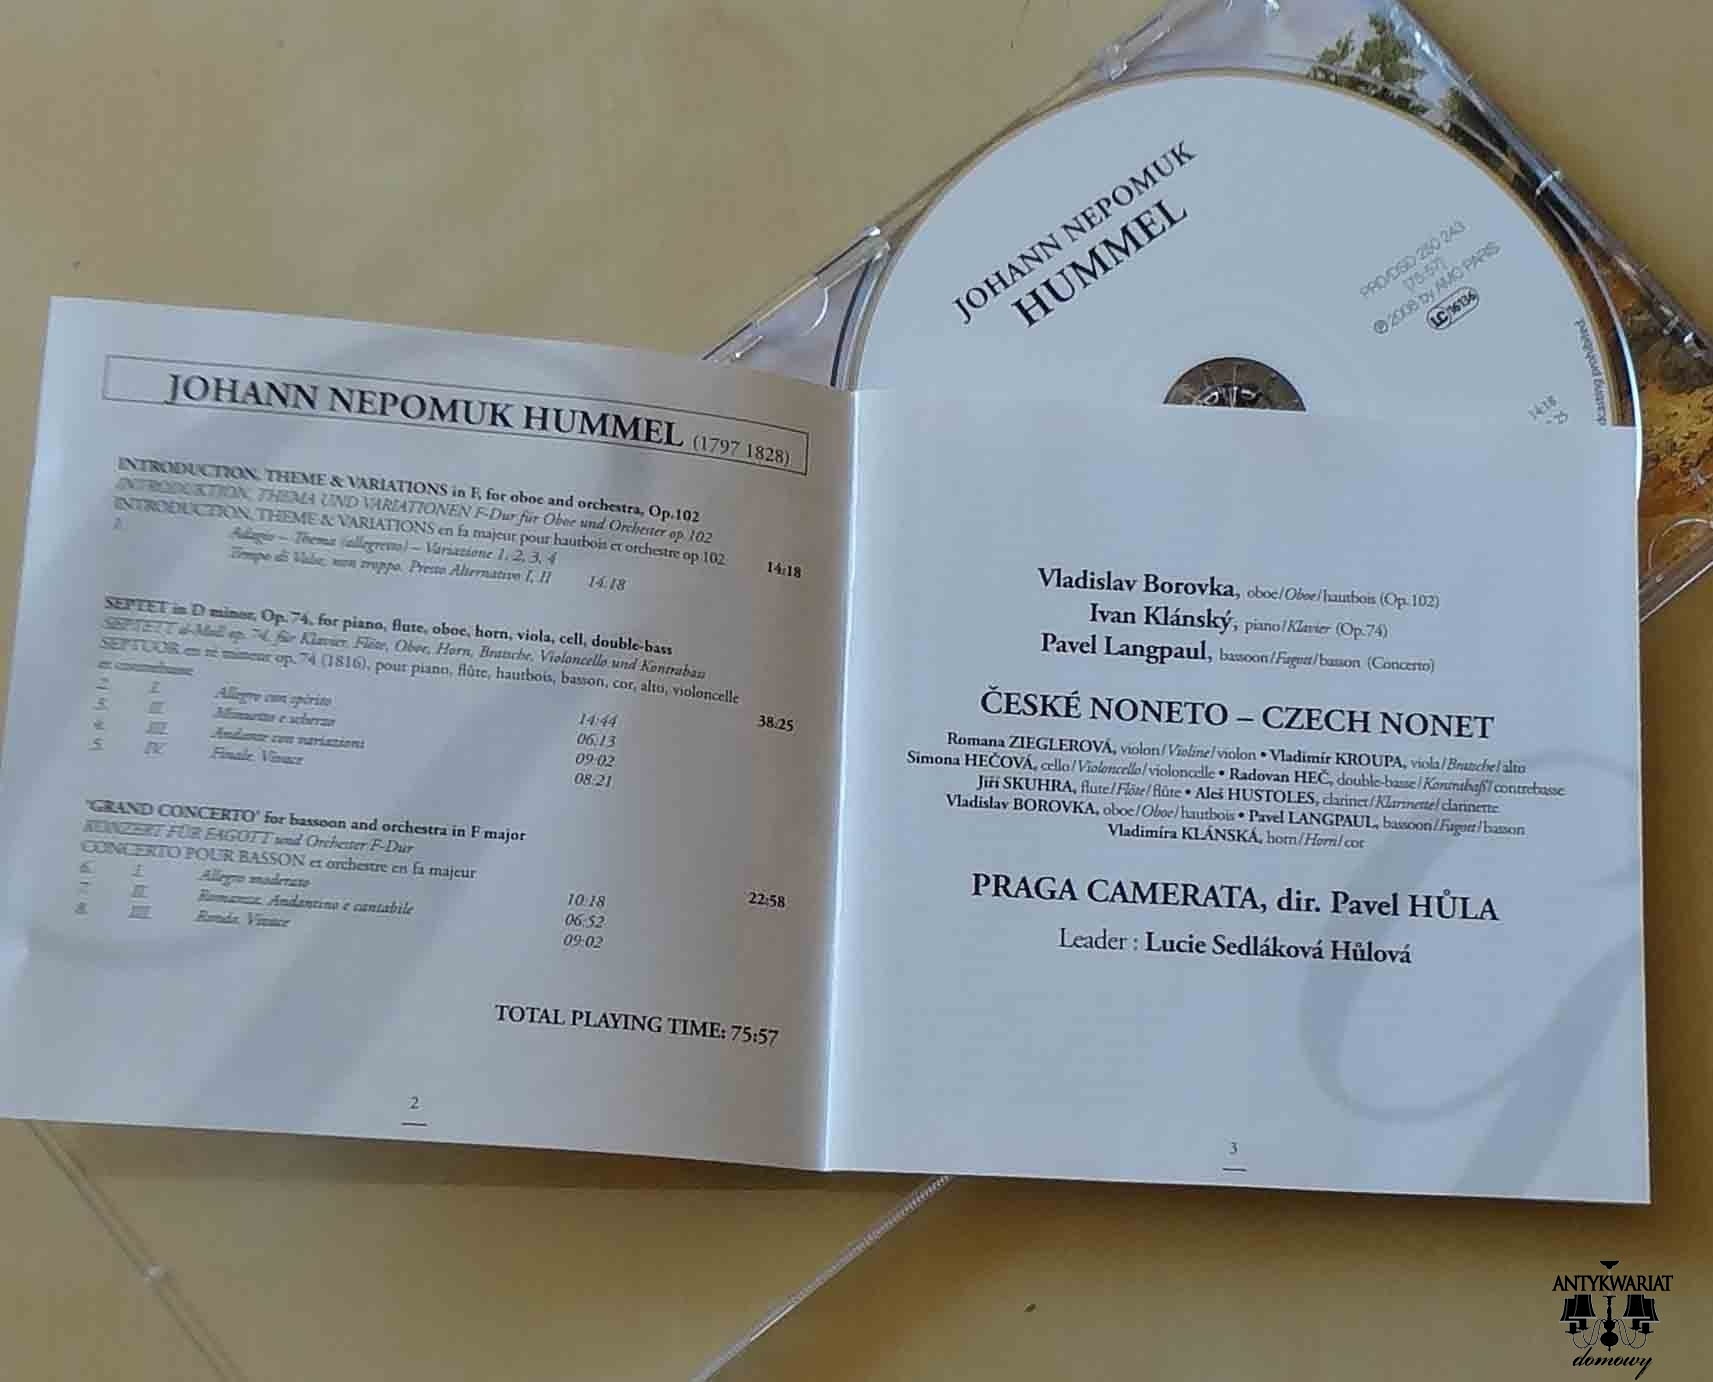 JOHANN NEPOMUK
HUMMEL
PRD/DSD 250 243
(75:57)
℗ 2008 by AMC PARIS
LC 16136
dcasting prohibited.
14:18
JOHANN NEPOMUK HUMMEL (1797 1828)
INTRODUCTION, THEME & VARIATIONS in F, for oboe and orchestra, Op.102
INTRODUKTION, THEMA UND VARIATIONEN F-Dur für Oboe und Orchester op.102
INTRODUCTION, THEME & VARIATIONS en fa majeur pour hautbois et orchestre op.102
1. Adagio – Thema (allegretto) – Variazione 1, 2, 3, 4 14:18
Tempo di Valse, non troppo. Presto Alternativo I, II 14.18
SEPTET in D minor, Op.74, for piano, flute, oboe, horn, viola, cell, double-bass
SEPTETT d-Moll op. 74, für Klavier, Flöte, Oboe, Horn, Bratsche, Violoncello und Kontrabass
SEPTUOR en ré mineur op.74 (1816), pour piano, flûte, hautbois, basson, cor, alto, violoncelle
et contrebasse 38:25
2. I. Allegro con spirito 14:44
3. II. Minuetto e scherzo 06:13
4. III. Andante con variazioni 09:02
5. IV. Finale. Vivace 08:21
'GRAND CONCERTO' for bassoon and orchestra in F major
KONZERT FÜR FAGOTT und Orchester F-Dur
CONCERTO POUR BASSON et orchestre en fa majeur 22:58
6. I. Allegro moderato 10:18
7. II. Romanza. Andantino e cantabile 06:52
8. III. Rondo. Vivace 09:02
TOTAL PLAYING TIME: 75:57
2
Vladislav Borovka, oboe/Oboe/hautbois (Op.102)
Ivan Klánský, piano/Klavier (Op.74)
Pavel Langpaul, bassoon/Fagott/basson (Concerto)
ČESKÉ NONETO – CZECH NONET
Romana ZIEGLEROVÁ, violon/Violine/violon • Vladimír KROUPA, viola/Bratsche/alto
Simona HEČOVÁ, cello/Violoncello/violoncelle • Radovan HEČ, double-basse/Kontrabaß/contrebasse
Jiří SKUHRA, flute/Flöte/flûte • Aleš HUSTOLES, clarinet/Klarinette/clarinette
Vladislav BOROVKA, oboe/Oboe/hautbois • Pavel LANGPAUL, bassoon/Fagott/basson
Vladimíra KLÁNSKÁ, horn/Horn/cor
PRAGA CAMERATA, dir. Pavel HŮLA
Leader : Lucie Sedláková Hůlová
3
ANTYKWARIAT
domowy